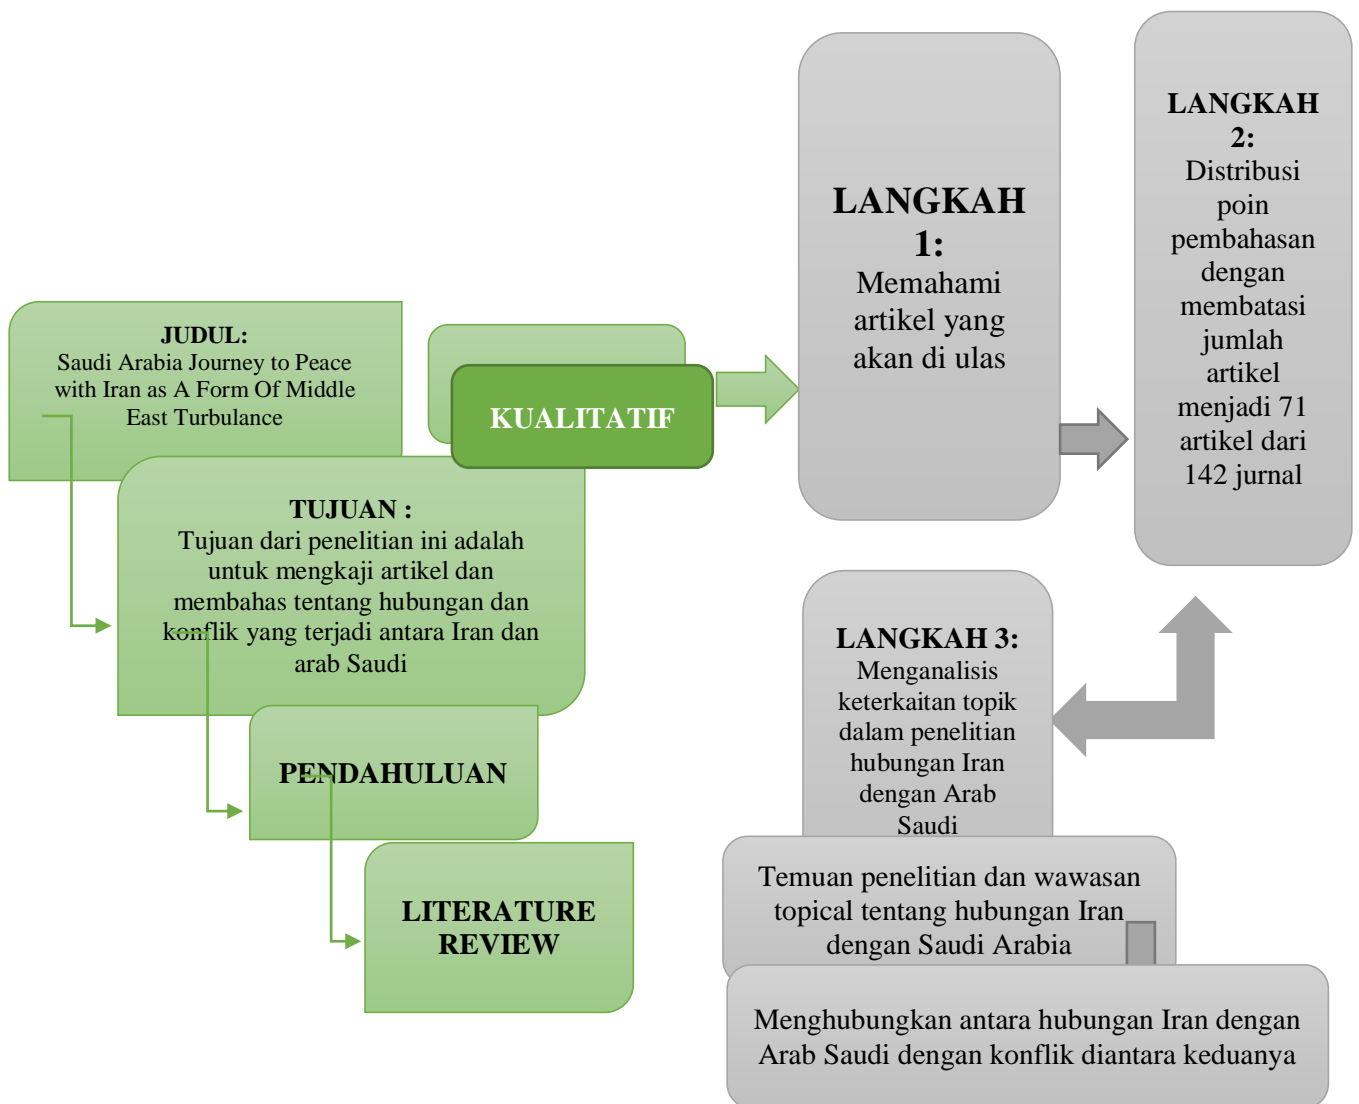 JUDUL:
Saudi Arabia Journey to Peace
with Iran as A Form Of Middle
East Turbulance
TUJUAN :
Tujuan dari penelitian ini adalah
untuk mengkaji artikel dan
membahas tentang hubungan dan
konflik yang terjadi antara Iran dan
arab Saudi
PENDAHULUAN
LITERATURE
REVIEW
KUALITATIF
LANGKAH
1:
Memahami
artikel yang
akan di ulas
LANGKAH
2:
Distribusi
poin
pembahasan
dengan
membatasi
jumlah
artikel
menjadi 71
artikel dari
142 jurnal
LANGKAH 3:
Menganalisis
keterkaitan topik
dalam penelitian
hubungan Iran
dengan Arab
Saudi
Temuan penelitian dan wawasan
topical tentang hubungan Iran
dengan Saudi Arabia
Menghubungkan antara hubungan Iran dengan
Arab Saudi dengan konflik diantara keduanya